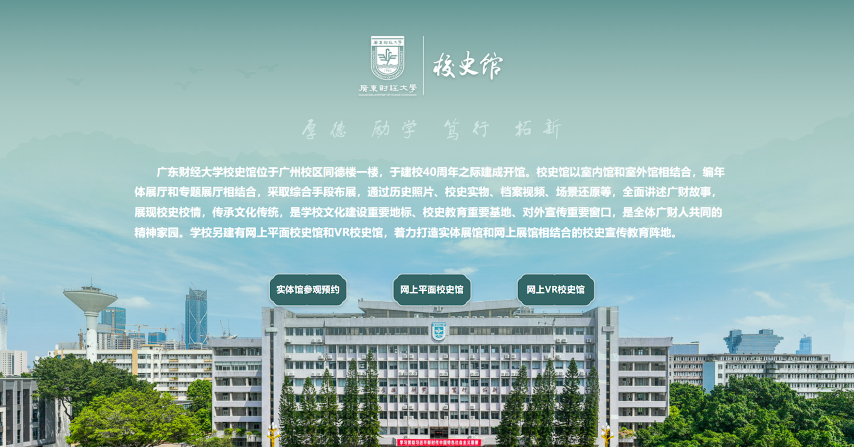 廣東財經大學
校史馆
厚德 励学 笃行 拓新
广东财经大学校史馆位于广州校区同德楼一楼，于建校40周年之际建成开馆。校史馆以室内馆和室外馆相结合，编年
体展厅和专题展厅相结合，采取综合手段布展，通过历史照片、校史实物、档案视频、场景还原等，全面讲述广财故事，
展现校史校情，传承文化传统，是学校文化建设重要地标、校史教育重要基地、对外宣传重要窗口，是全体广财人共同的
精神家园。学校另建有网上平面校史馆和VR校史馆，着力打造实体展馆和网上展馆相结合的校史宣传教育阵地。
实体馆参观预约
网上平面校史馆
网上VR校史馆